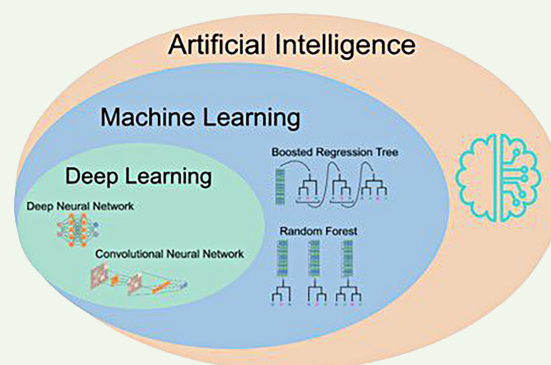 Artificial Intelligence
Machine Learning
Deep Learning
Deep Neural Network
Convolutional Neural Network
Boosted Regression Tree
Random Forest